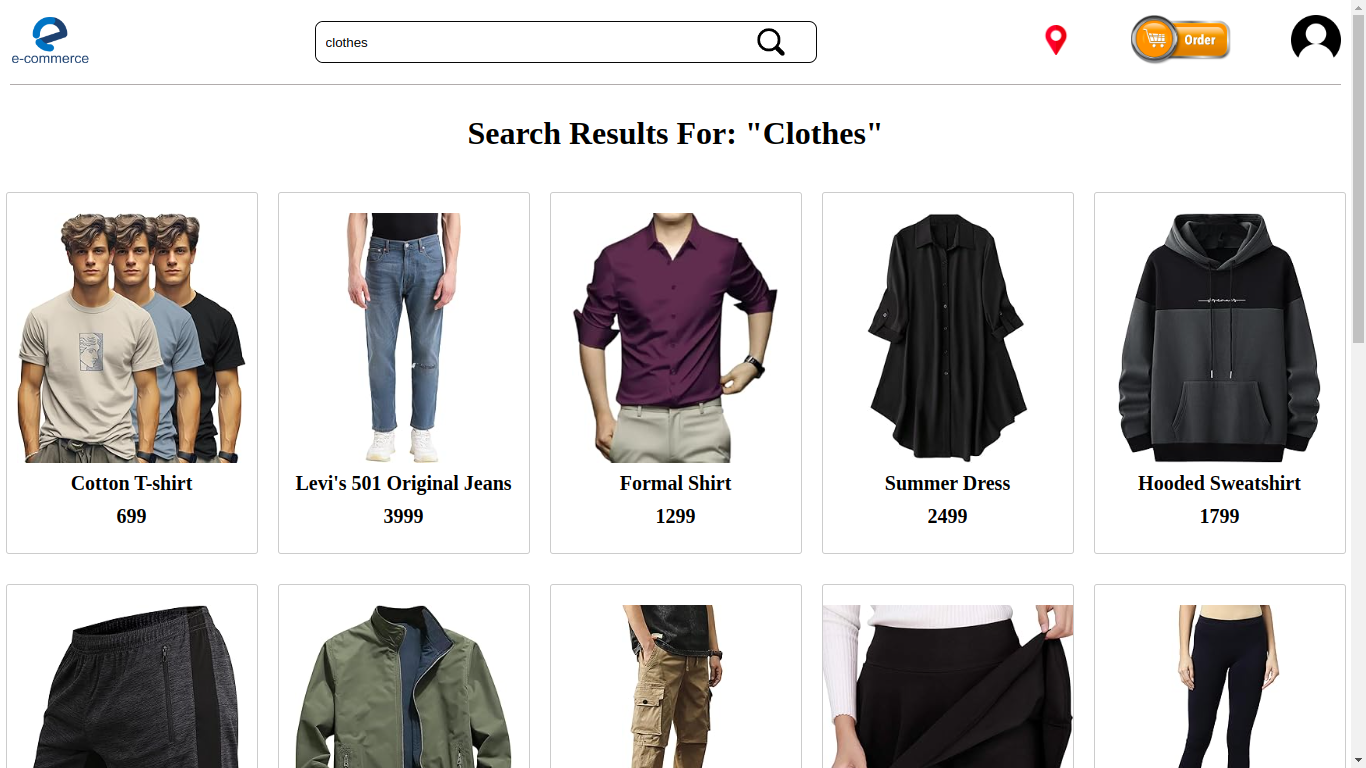 e-commerce
clothes
Order
Search Results For: "Clothes"
Cotton T-shirt
699
Levi's 501 Original Jeans
3999
Formal Shirt
1299
Summer Dress
2499
Hooded Sweatshirt
1799